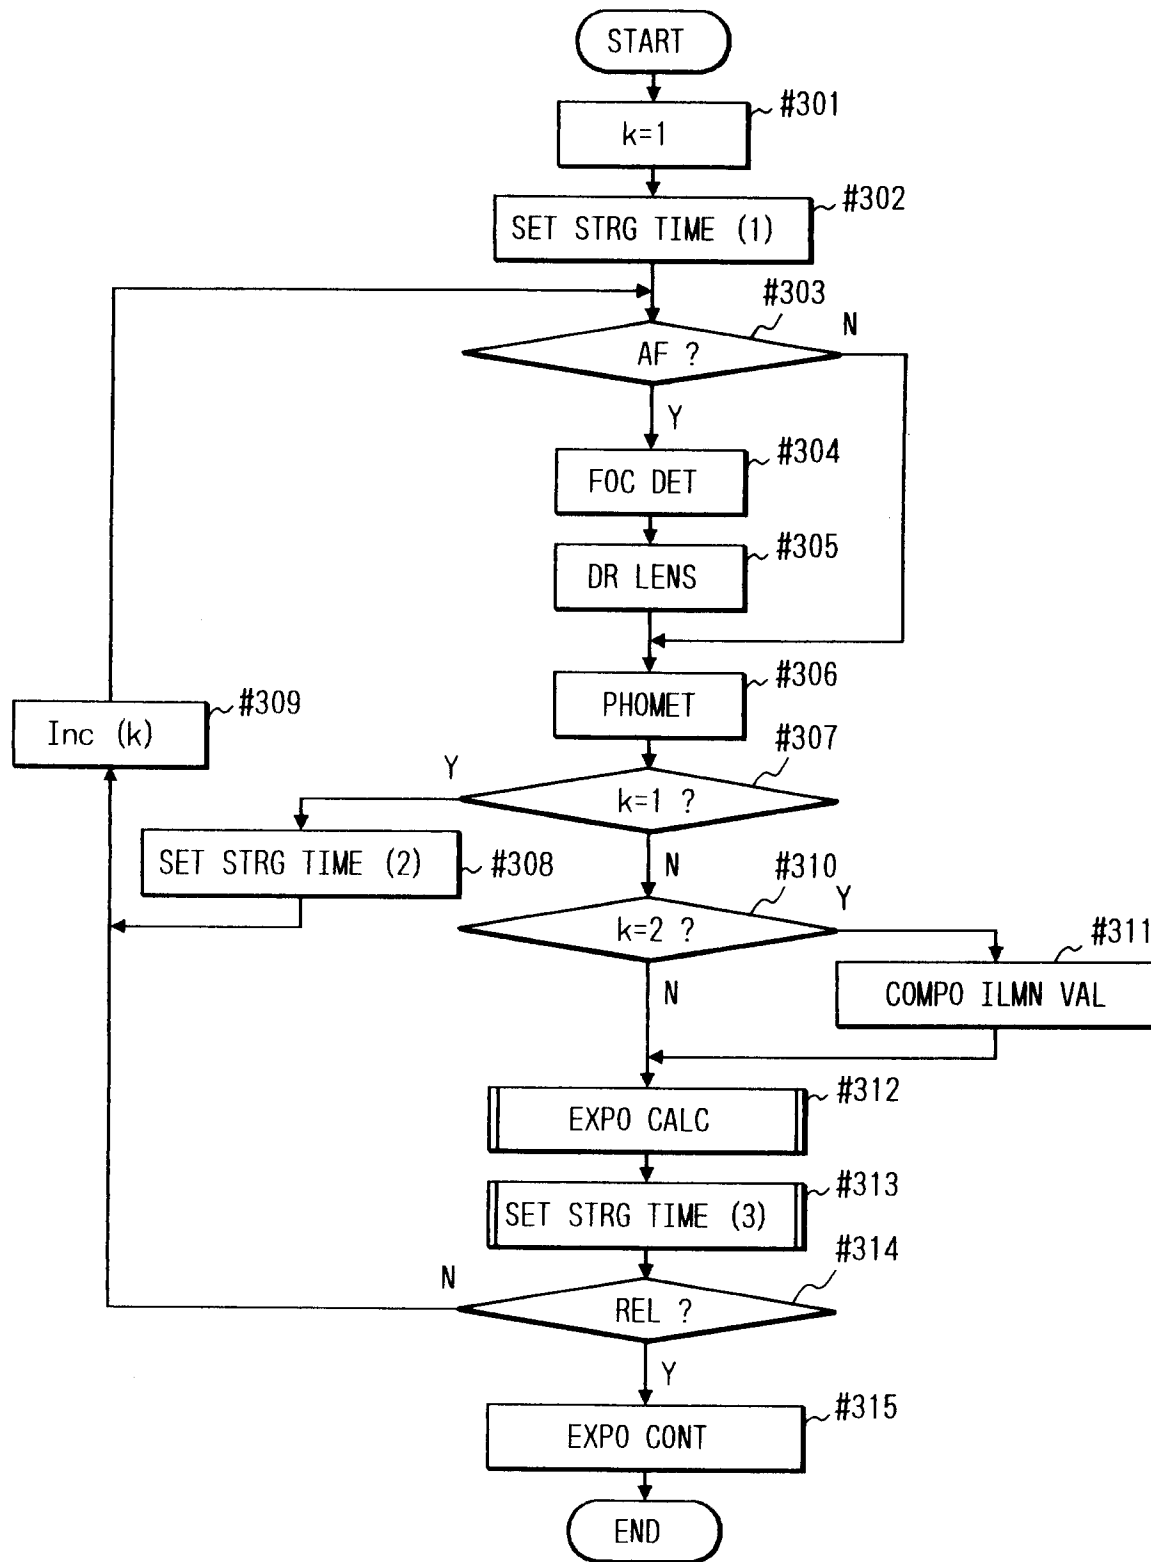 START
#301
k=1
#302
SET STRG TIME (1)
#303
N
AF ?
Y
#304
FOC DET
#305
DR LENS
#306
PHOMET
#309
Inc (k)
#307
Y
k=1 ?
SET STRG TIME (2)
#308
N
#310
Y
k=2 ?
#311
COMPO ILMN VAL
N
#312
EXPO CALC
#313
SET STRG TIME (3)
#314
N
REL ?
Y
#315
EXPO CONT
END